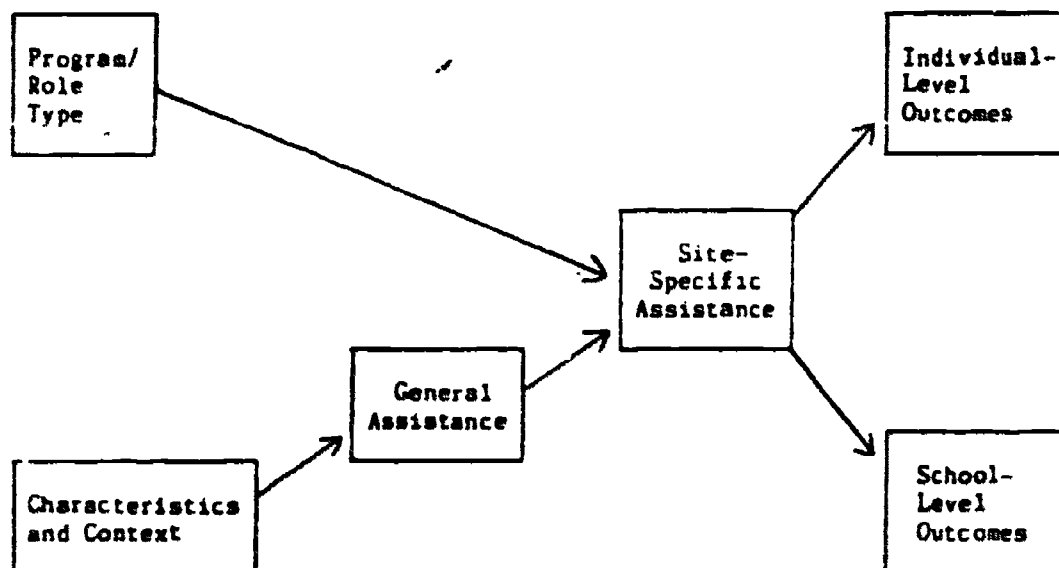 Program/
Role
Type
Individual-
Level
Outcomes
Site-
Specific
Assistance
General
Assistance
Characteristics
and Context
School-
Level
Outcomes